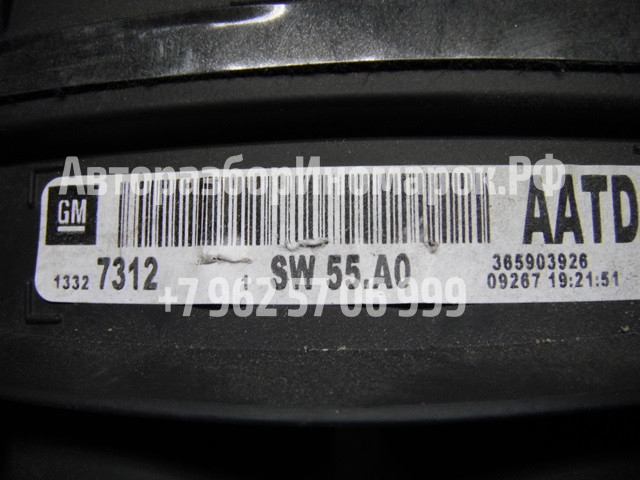 АвторазборИномарок.РФ
GM
AATD
1332 7312 1 SW 55.A0
365903926
09267 19:21:51
+7 962 57 06 999